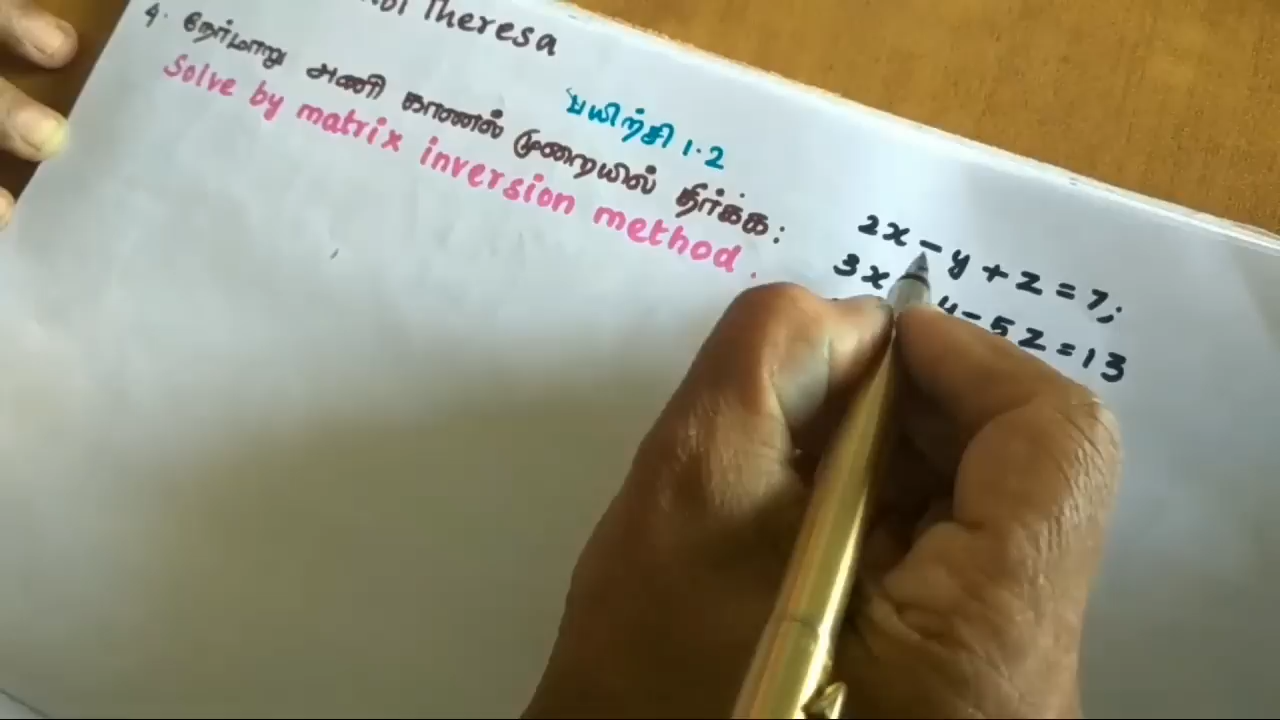 Theresa
4. நேர்மாறு அணி காணல் முறையில் தீர்க்க:
பயிற்சி 1.2
Solve by matrix inversion method.
2x - y + z = 7;
3x y - 5z = 13